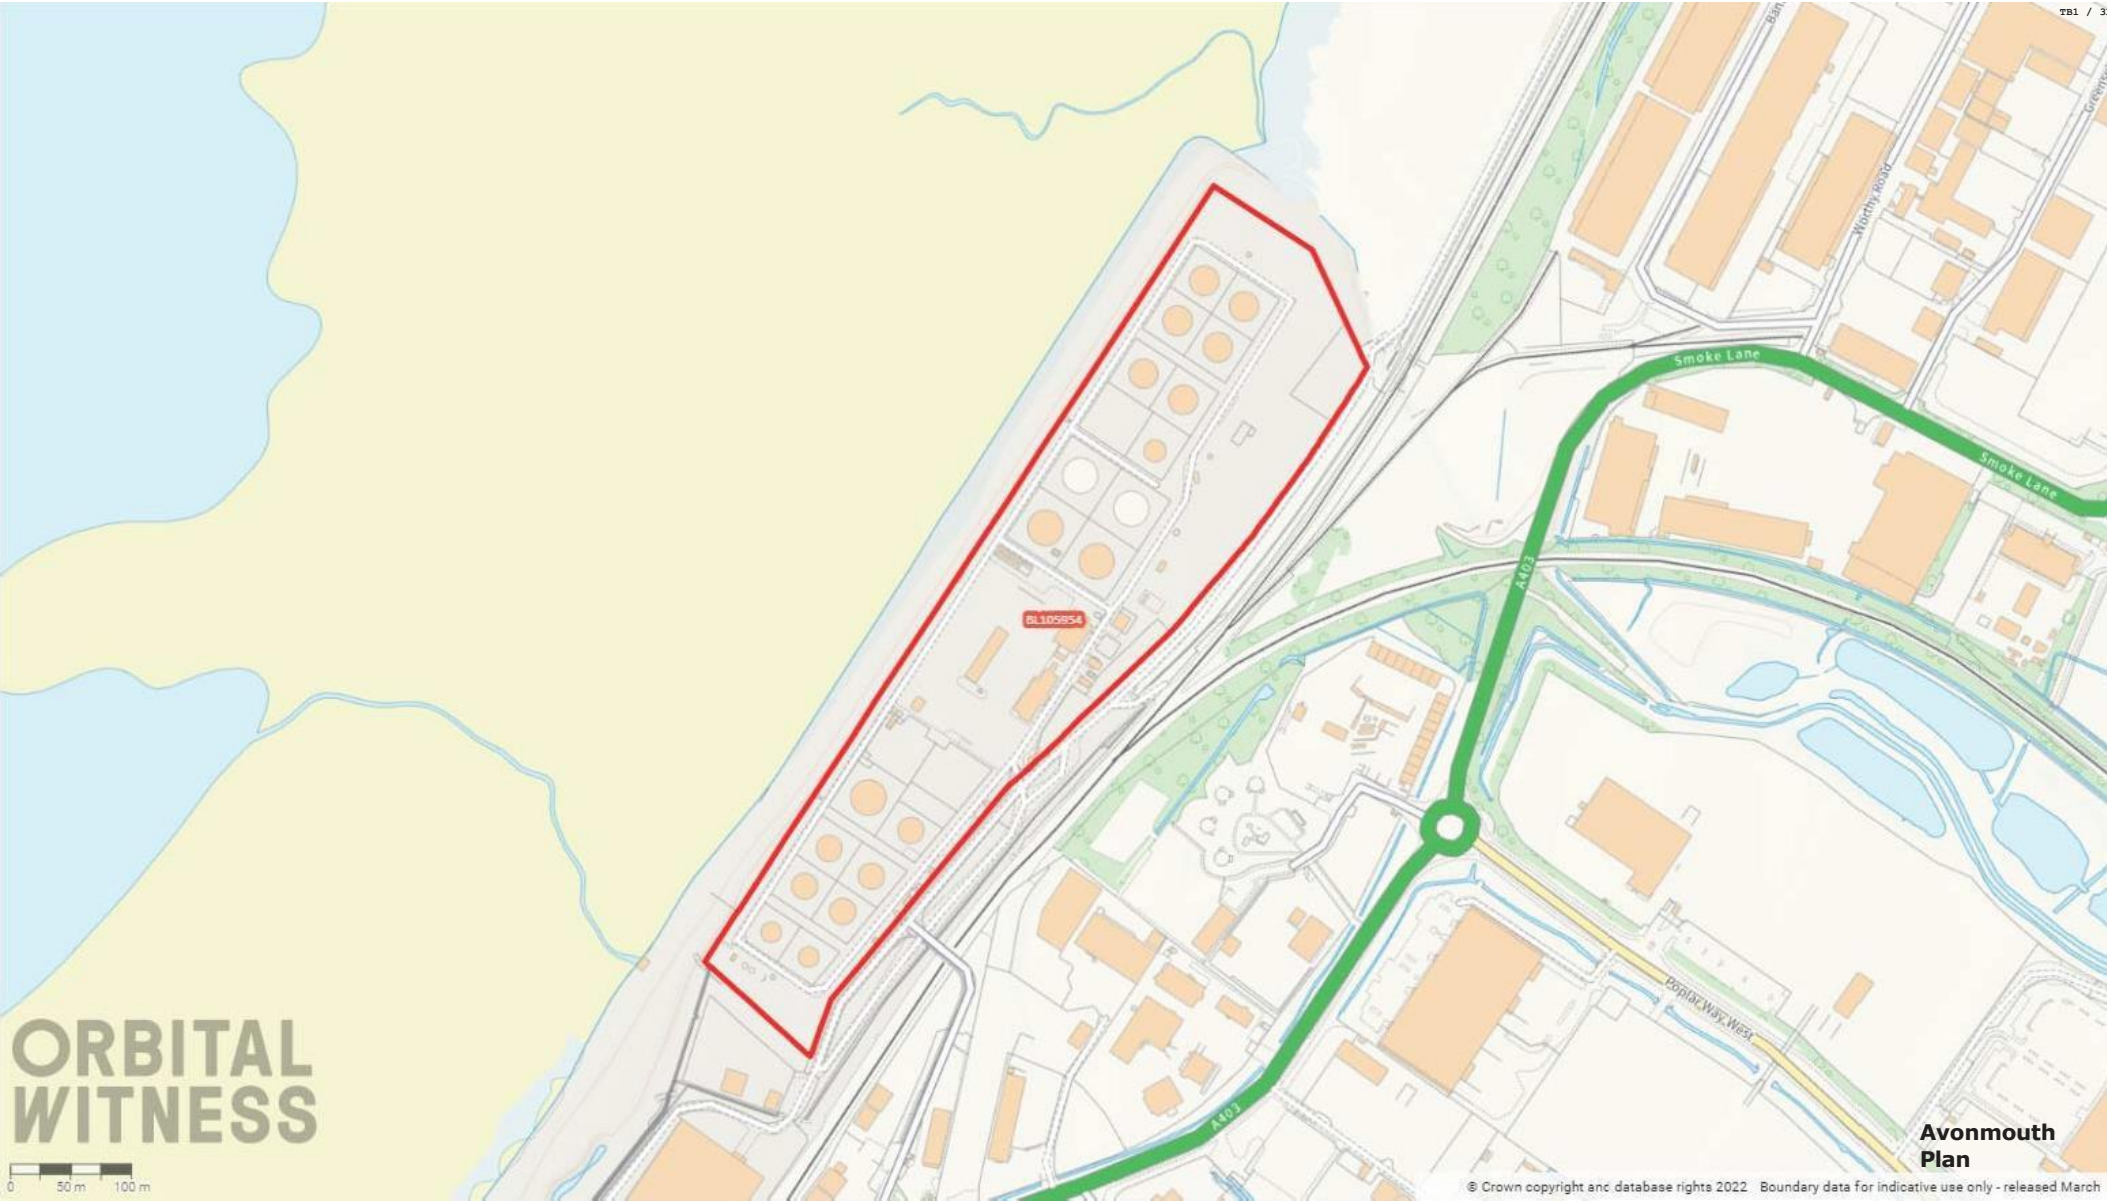 TB1 / 3
Worthy Road
Smoke Lane
Smoke Lane
A403
BL105954
Poplar Way West
A403
ORBITAL
WITNESS
0 50 m 100 m
Avonmouth
Plan
© Crown copyright and database rights 2022 Boundary data for indicative use only - released March